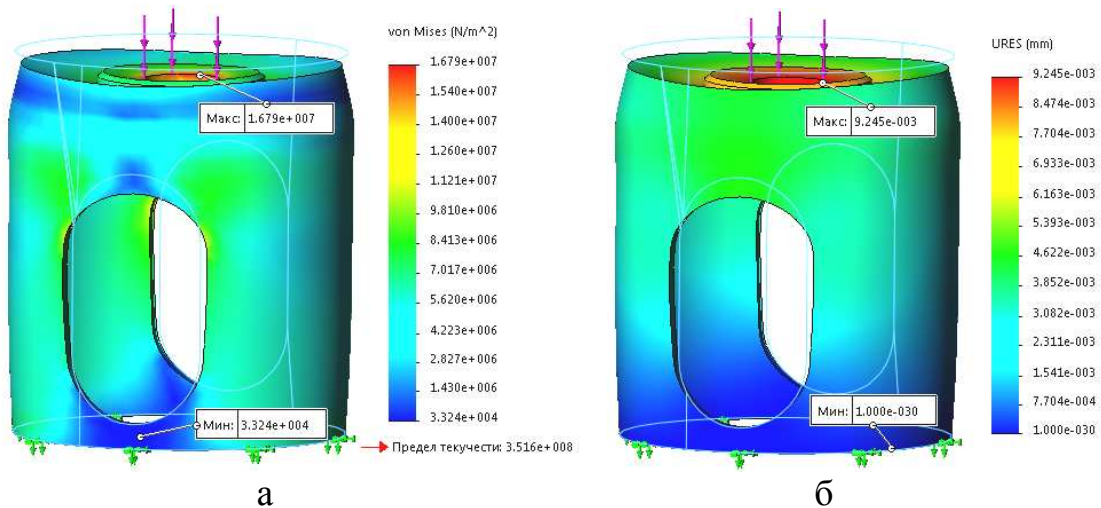 von Mises (N/m^2)
1.679e+007
1.540e+007
1.400e+007
1.260e+007
1.121e+007
9.810e+006
8.413e+006
7.017e+006
5.620e+006
4.223e+006
2.827e+006
1.430e+006
3.324e+004
Макс: 1.679e+007
Мин: 3.324e+004
Предел текучести: 3.516e+008
а
URES (mm)
9.245e-003
8.474e-003
7.704e-003
6.933e-003
6.163e-003
5.393e-003
4.622e-003
3.852e-003
3.082e-003
2.311e-003
1.541e-003
7.704e-004
1.000e-030
Макс: 9.245e-003
Мин: 1.000e-030
б